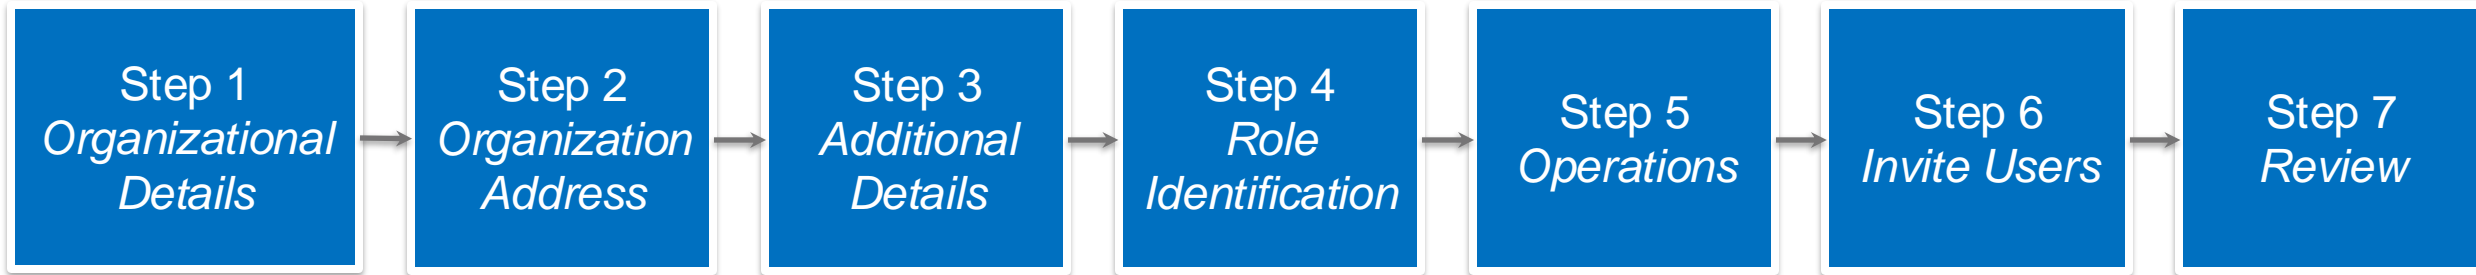 Step 1
Organizational
Details
Step 2
Organization
Address
Step 3
Additional
Details
Step 4
Role
Identification
Step 5
Operations
Step 6
Invite Users
Step 7
Review